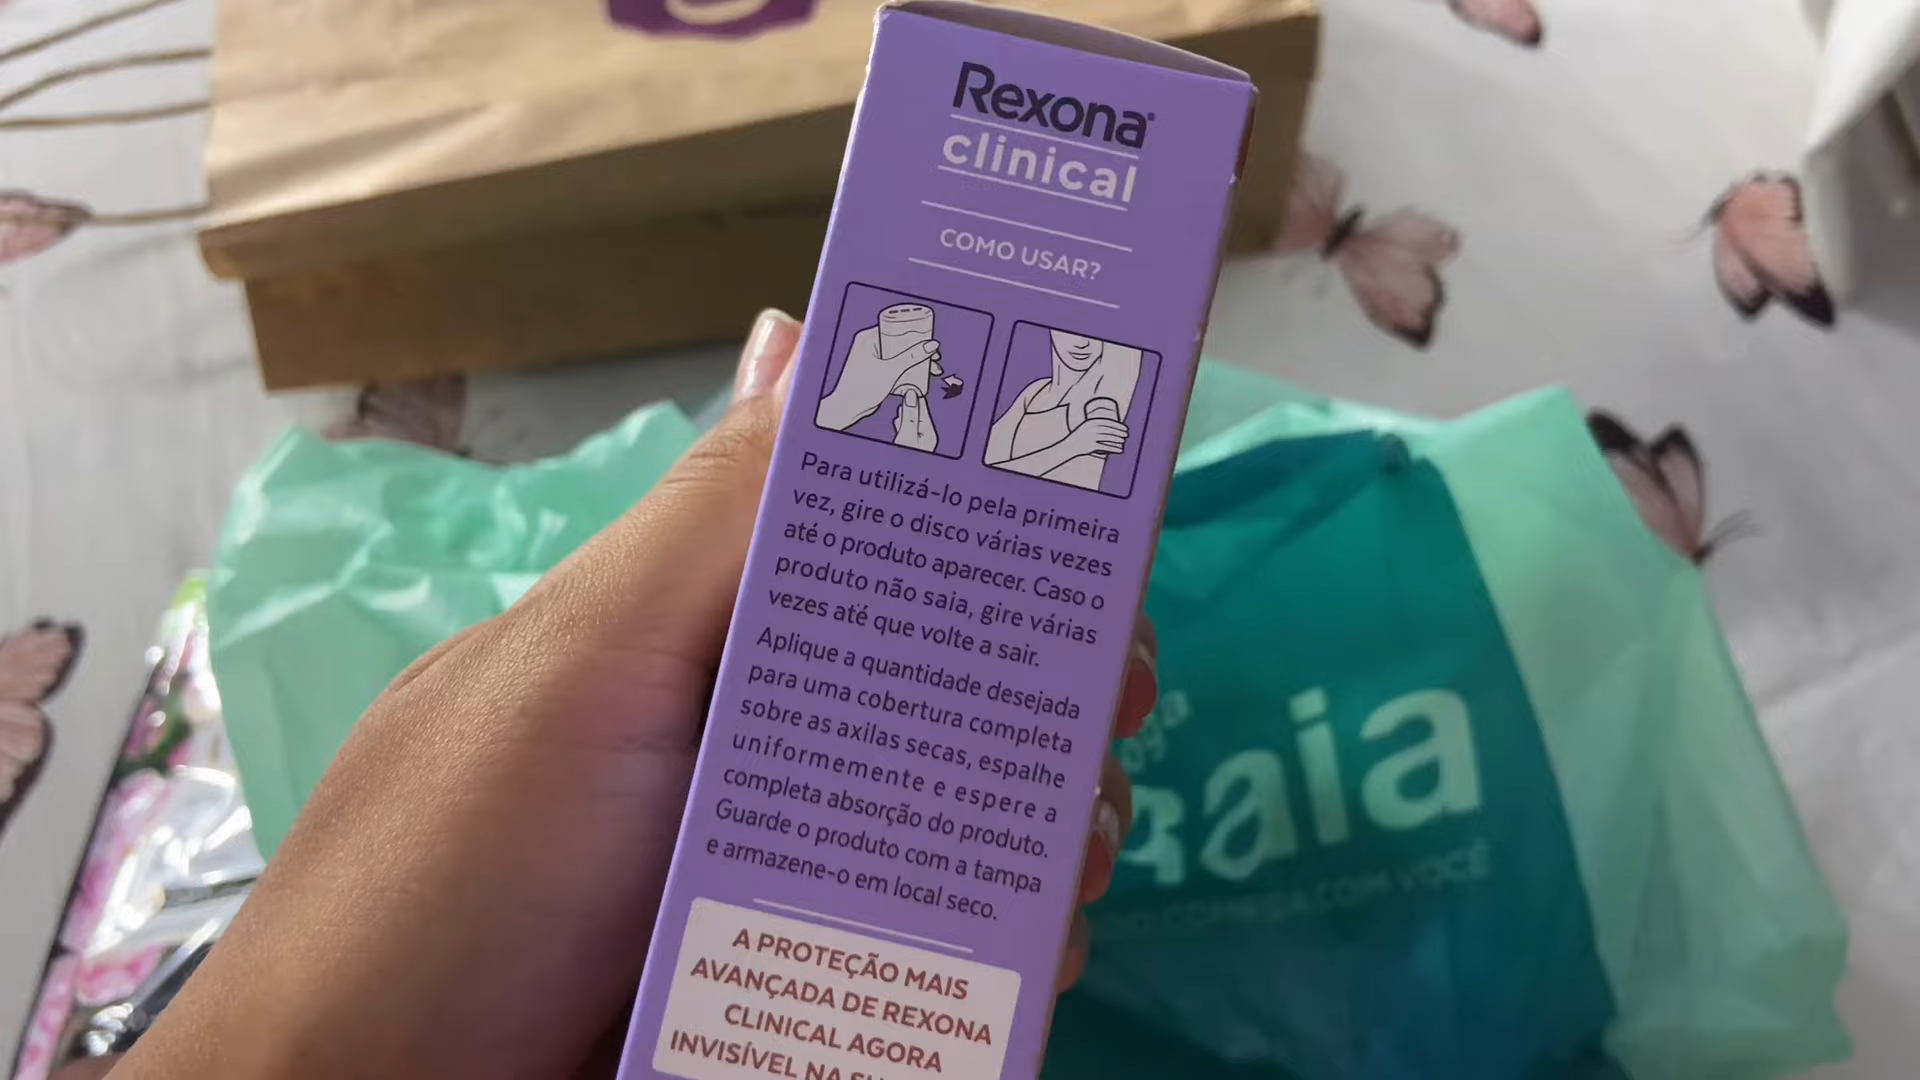 Rexona
clinical
COMO USAR?
Para utilizá-lo pela primeira
vez, gire o disco várias vezes
até o produto aparecer. Caso o
produto não saia, gire várias
vezes até que volte a sair.
Aplique a quantidade desejada
para uma cobertura completa
sobre as axilas secas, espalhe
uniformemente e espere a
completa absorção do produto.
Guarde o produto com a tampa
e armazene-o em local seco.
A PROTEÇÃO MAIS
AVANÇADA DE REXONA
CLINICAL AGORA
INVISÍVEL NA
Raia
COM VOCÊ